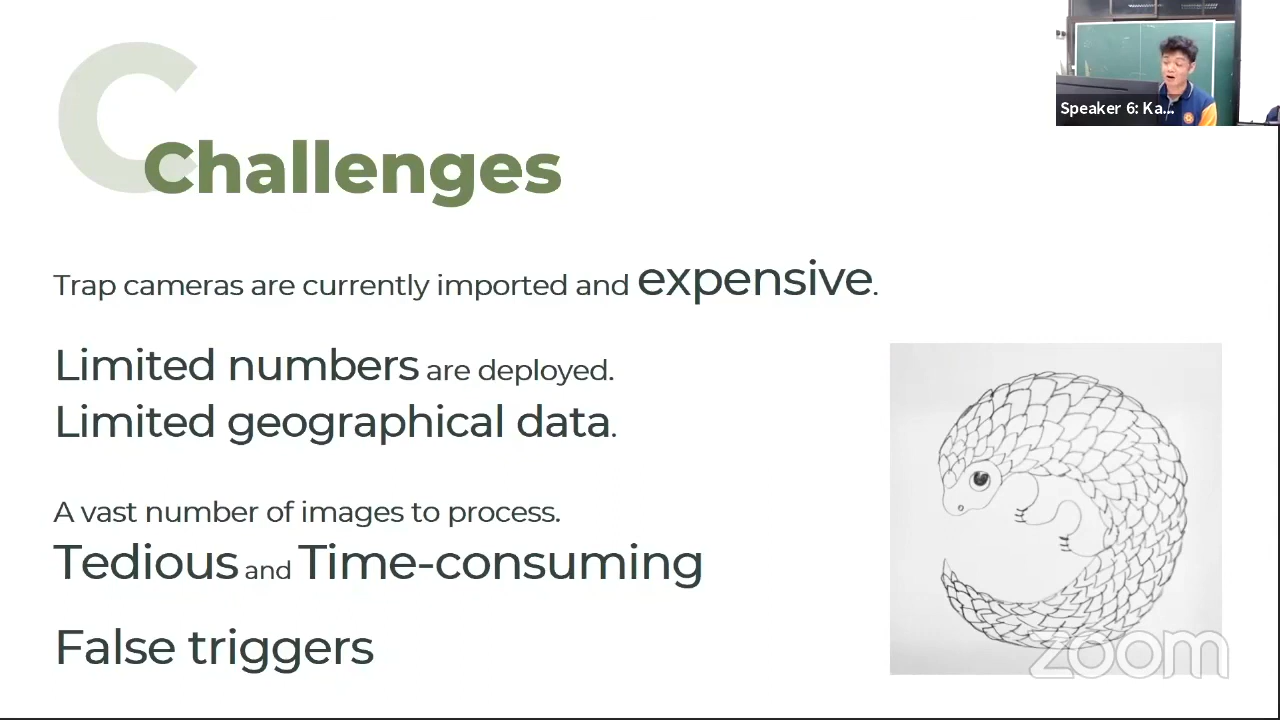 C
Challenges
Speaker 6: Ka...
Trap cameras are currently imported and expensive.
Limited numbers are deployed.
Limited geographical data.
A vast number of images to process.
Tedious and Time-consuming
False triggers
zoom